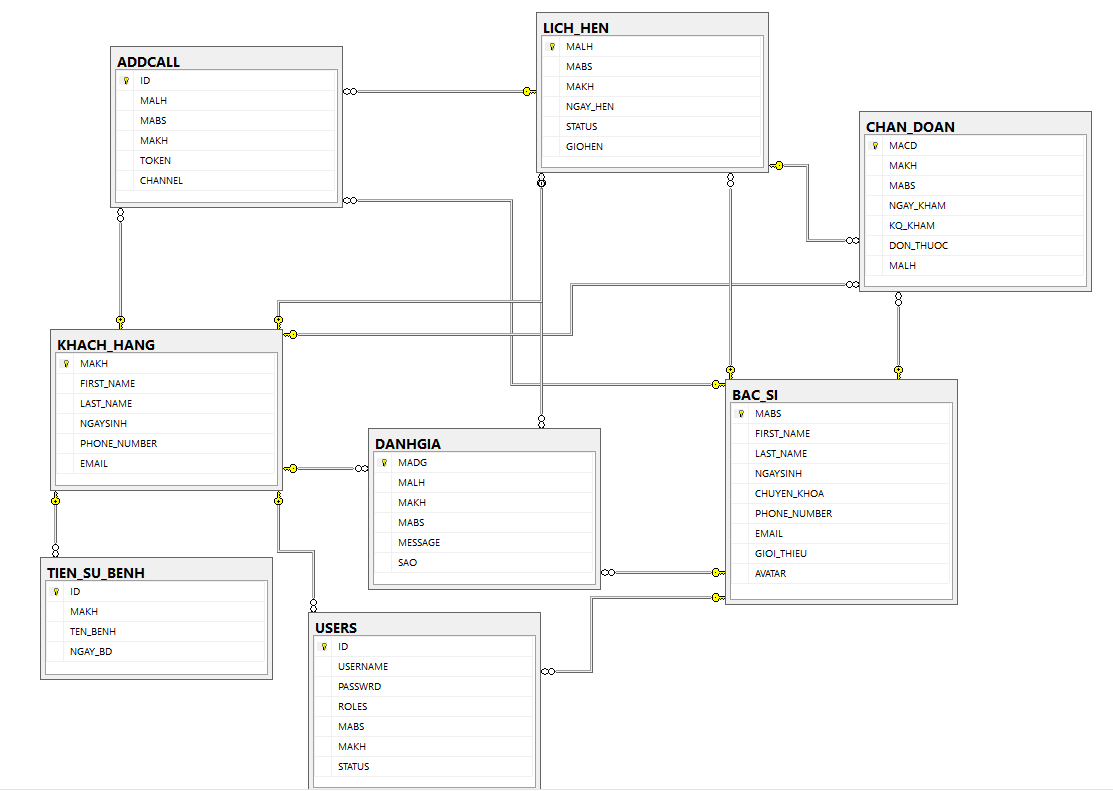 ADDCALL
ID
MALH
MABS
MAKH
TOKEN
CHANNEL
LICH_HEN
MALH
MABS
MAKH
NGAY_HEN
STATUS
GIOHEN
CHAN_DOAN
MACD
MAKH
MABS
NGAY_KHAM
KQ_KHAM
DON_THUOC
MALH
KHACH_HANG
MAKH
FIRST_NAME
LAST_NAME
NGAYSINH
PHONE_NUMBER
EMAIL
DANHGIA
MADG
MALH
MAKH
MABS
MESSAGE
SAO
BAC_SI
MABS
FIRST_NAME
LAST_NAME
NGAYSINH
CHUYEN_KHOA
PHONE_NUMBER
EMAIL
GIOI_THIEU
AVATAR
TIEN_SU_BENH
ID
MAKH
TEN_BENH
NGAY_BD
USERS
ID
USERNAME
PASSWRD
ROLES
MABS
MAKH
STATUS